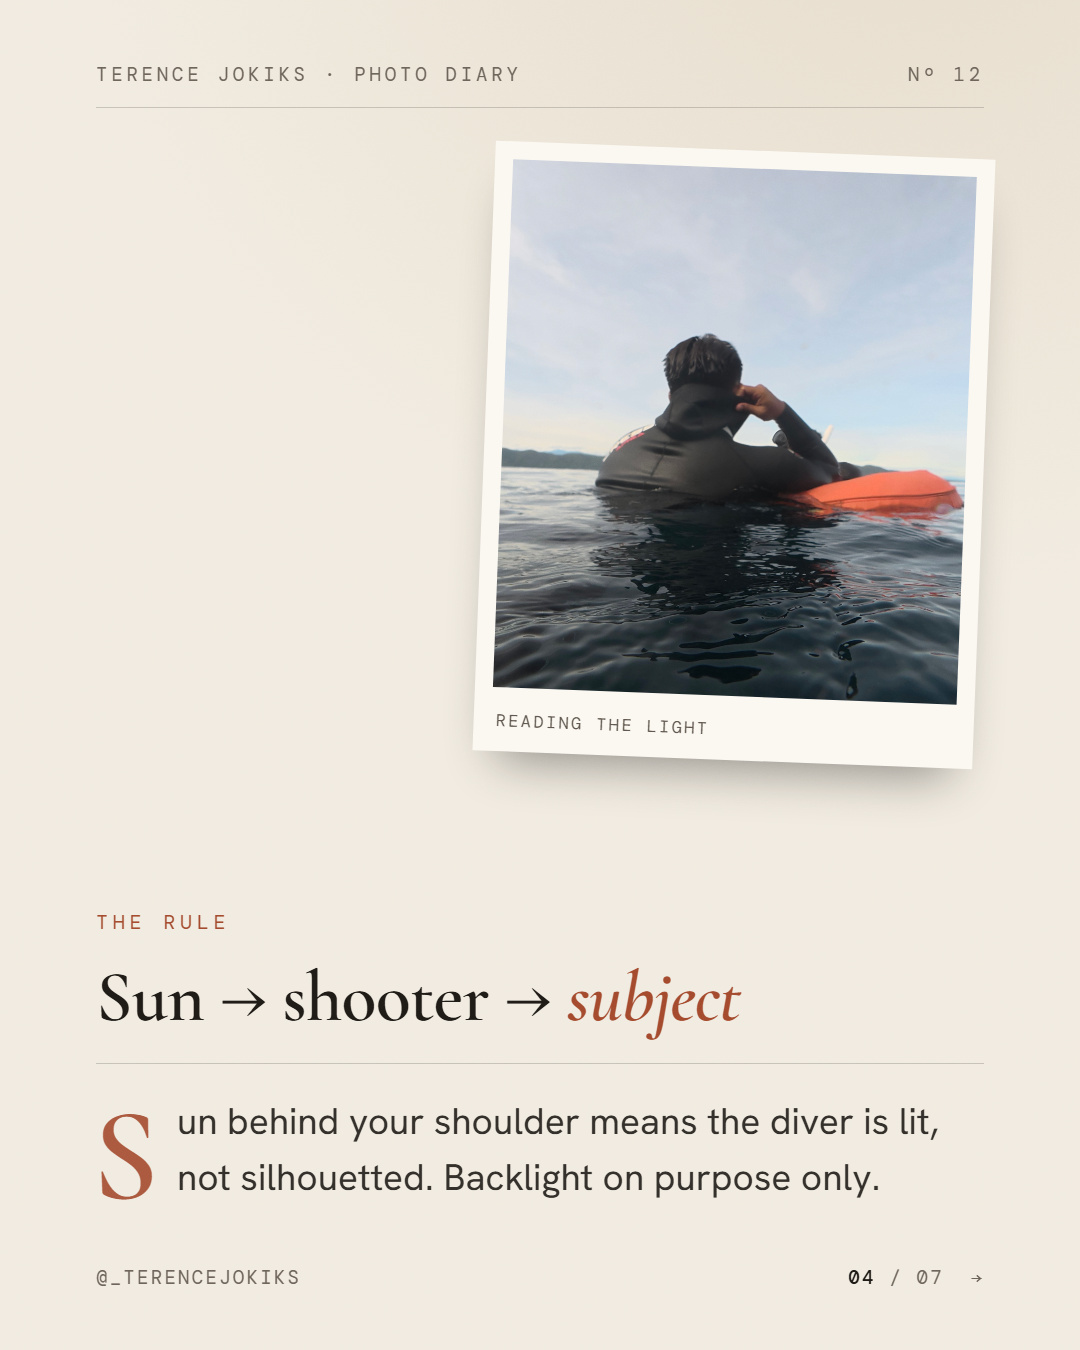 TERENCE JOKIKS · PHOTO DIARY
Nº 12
READING THE LIGHT
THE RULE
Sun → shooter → subject
Sun behind your shoulder means the diver is lit,
not silhouetted. Backlight on purpose only.
@_TERENCEJOKIKS
04 / 07 →